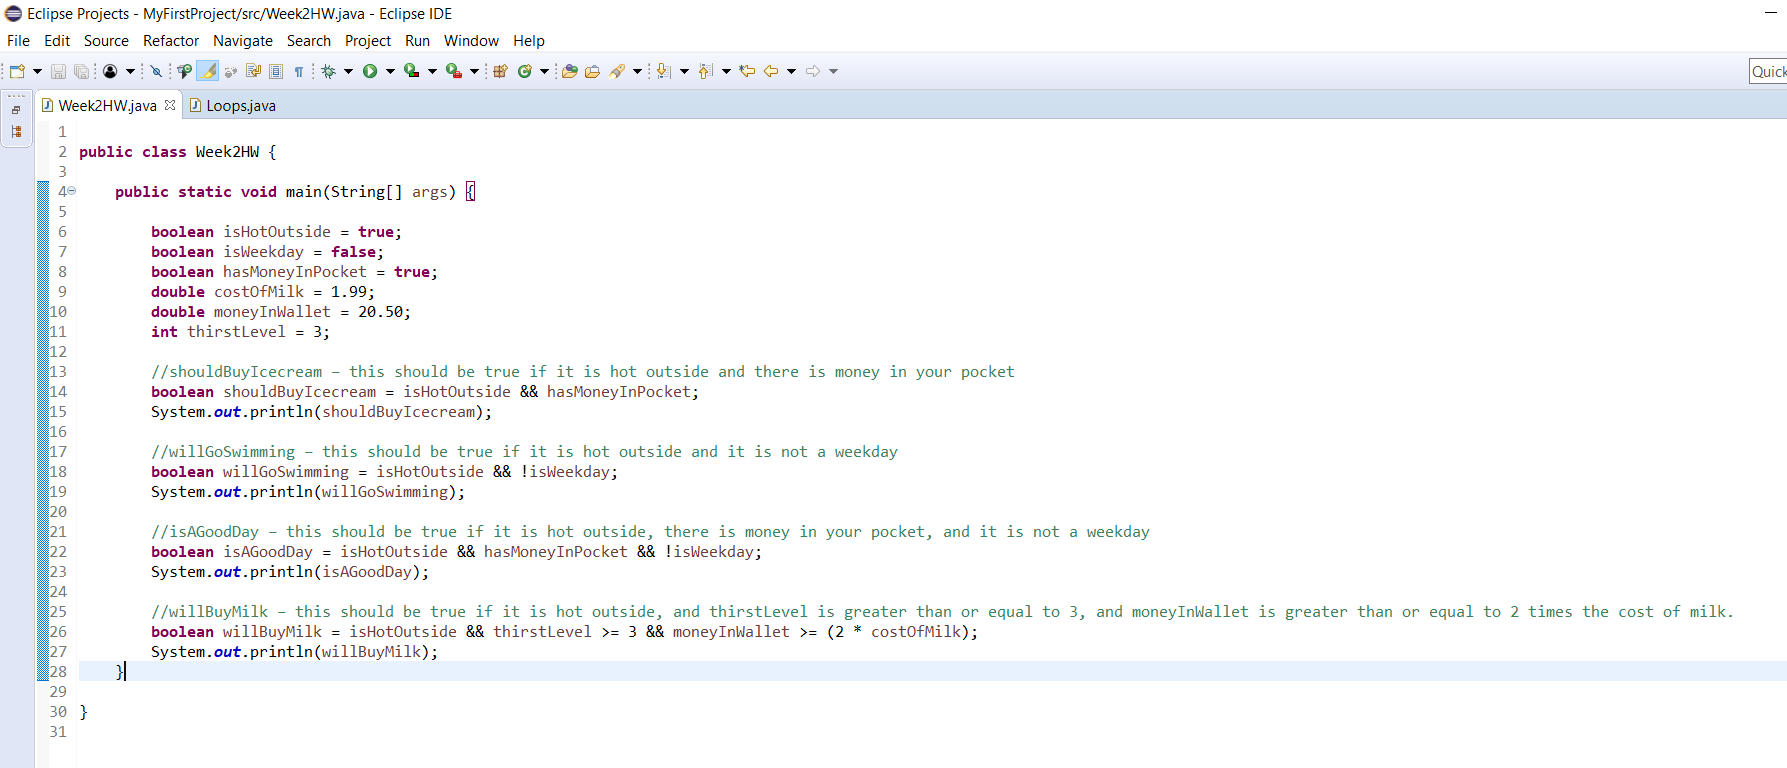 Eclipse Projects - MyFirstProject/src/Week2HW.java - Eclipse IDE
File Edit Source Refactor Navigate Search Project Run Window Help
Quick
Week2HW.java Loops.java
1
2 public class Week2HW {
3
4 public static void main(String[] args) {
5
6 boolean isHotOutside = true;
7 boolean isWeekday = false;
8 boolean hasMoneyInPocket = true;
9 double costOfMilk = 1.99;
10 double moneyInWallet = 20.50;
11 int thirstLevel = 3;
12
13 //shouldBuyIcecream – this should be true if it is hot outside and there is money in your pocket
14 boolean shouldBuyIcecream = isHotOutside && hasMoneyInPocket;
15 System.out.println(shouldBuyIcecream);
16
17 //willGoSwimming – this should be true if it is hot outside and it is not a weekday
18 boolean willGoSwimming = isHotOutside && !isWeekday;
19 System.out.println(willGoSwimming);
20
21 //isAGoodDay – this should be true if it is hot outside, there is money in your pocket, and it is not a weekday
22 boolean isAGoodDay = isHotOutside && hasMoneyInPocket && !isWeekday;
23 System.out.println(isAGoodDay);
24
25 //willBuyMilk – this should be true if it is hot outside, and thirstLevel is greater than or equal to 3, and moneyInWallet is greater than or equal to 2 times the cost of milk.
26 boolean willBuyMilk = isHotOutside && thirstLevel >= 3 && moneyInWallet >= (2 * costOfMilk);
27 System.out.println(willBuyMilk);
28 }
29
30 }
31